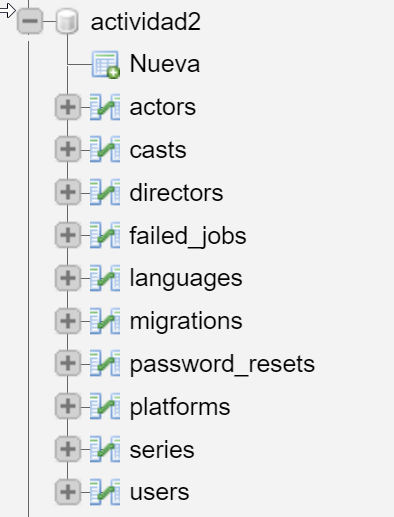 actividad2
Nueva
actors
casts
directors
failed_jobs
languages
migrations
password_resets
platforms
series
users